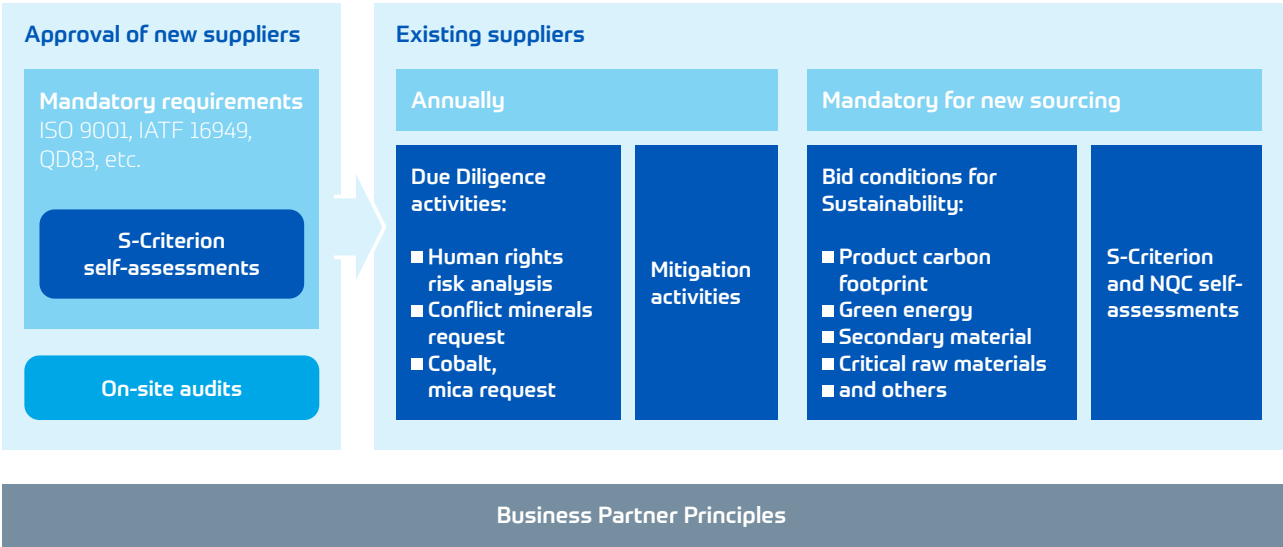 Approval of new suppliers
Mandatory requirements
ISO 9001, IATF 16949,
QD83, etc.
S-Criterion
self-assessments
On-site audits
Existing suppliers
Annually
Due Diligence
activities:
■ Human rights
risk analysis
■ Conflict minerals
request
■ Cobalt,
mica request
Mitigation
activities
Mandatory for new sourcing
Bid conditions for
Sustainability:
■ Product carbon
footprint
■ Green energy
■ Secondary material
■ Critical raw materials
■ and others
S-Criterion
and NQC self-
assessments
Business Partner Principles